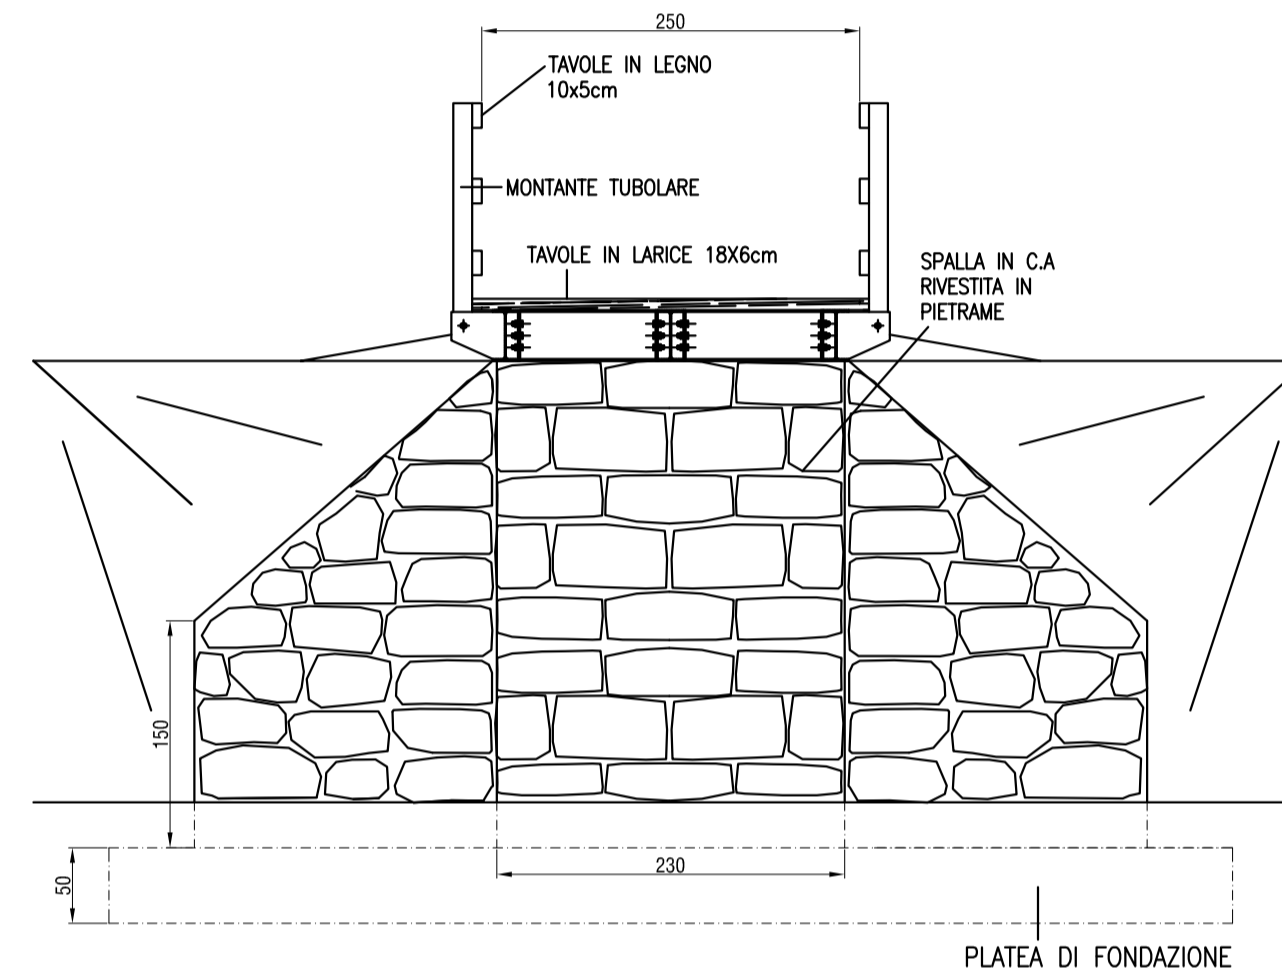 250
TAVOLE IN LEGNO
10x5cm
MONTANTE TUBOLARE
TAVOLE IN LARICE 18X6cm
SPALLA IN C.A
RIVESTITA IN
PIETRAME
150
50
230
PLATEA DI FONDAZIONE